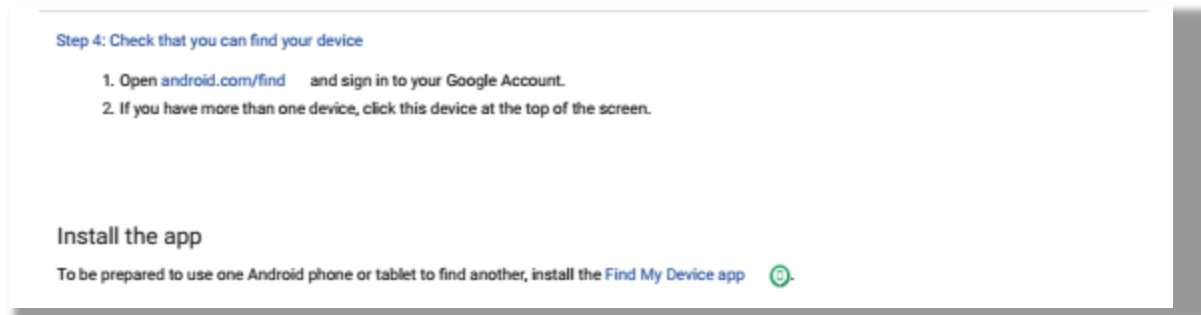 Step 4: Check that you can find your device
1. Open android.com/find and sign in to your Google Account.
2. If you have more than one device, click this device at the top of the screen.
Install the app
To be prepared to use one Android phone or tablet to find another, install the Find My Device app .